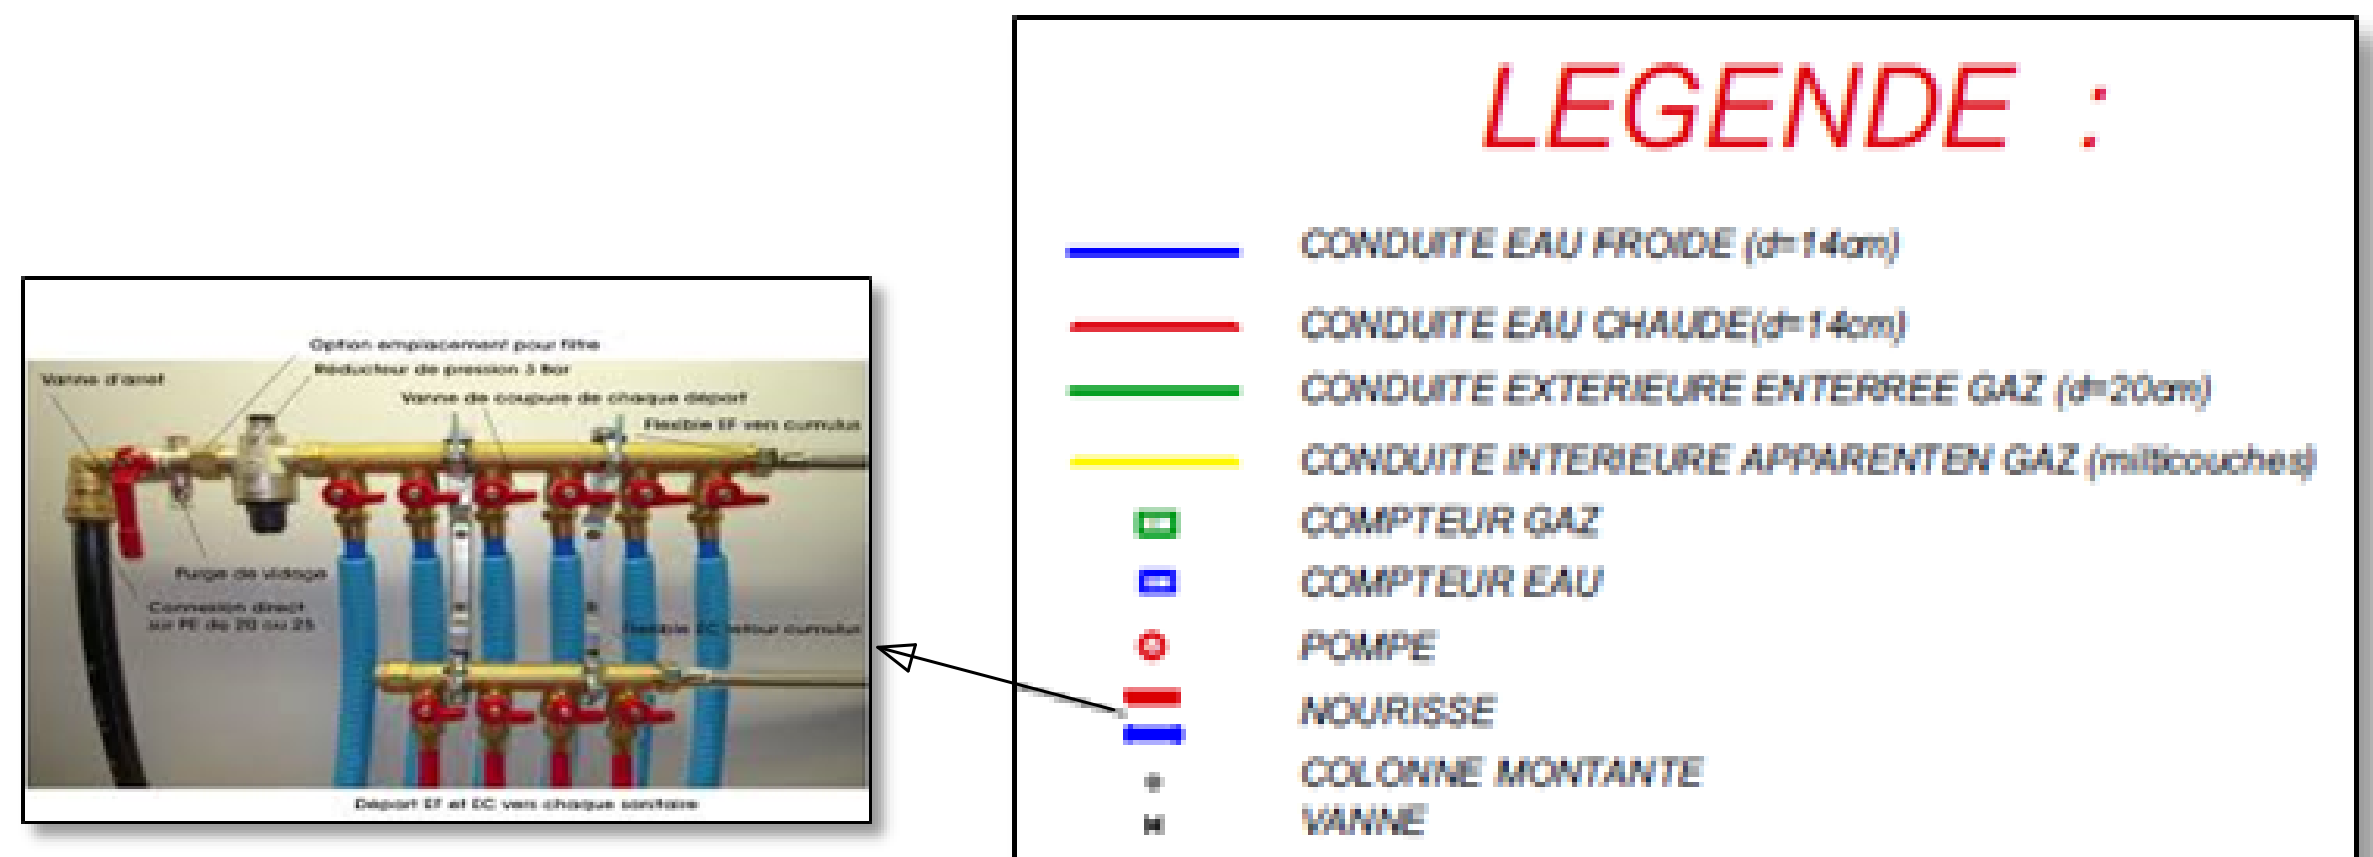 Option emplacement pour filtre
Réducteur de pression 3 Bar
Vanne d'arret
Vanne de coupure de chaque départ
Flexible EF vers cumulus
Purge de vidage
Connexion direct
sur PE de 20 ou 25
Flexible EC retour cumulus
Départ EF et EC vers chaque sanitaire
LEGENDE :
CONDUITE EAU FROIDE (d=14cm)
CONDUITE EAU CHAUDE(d=14cm)
CONDUITE EXTERIEURE ENTERREE GAZ (d=20cm)
CONDUITE INTERIEURE APPARENTEN GAZ (milticouches)
COMPTEUR GAZ
COMPTEUR EAU
POMPE
NOURISSE
COLONNE MONTANTE
VANNE